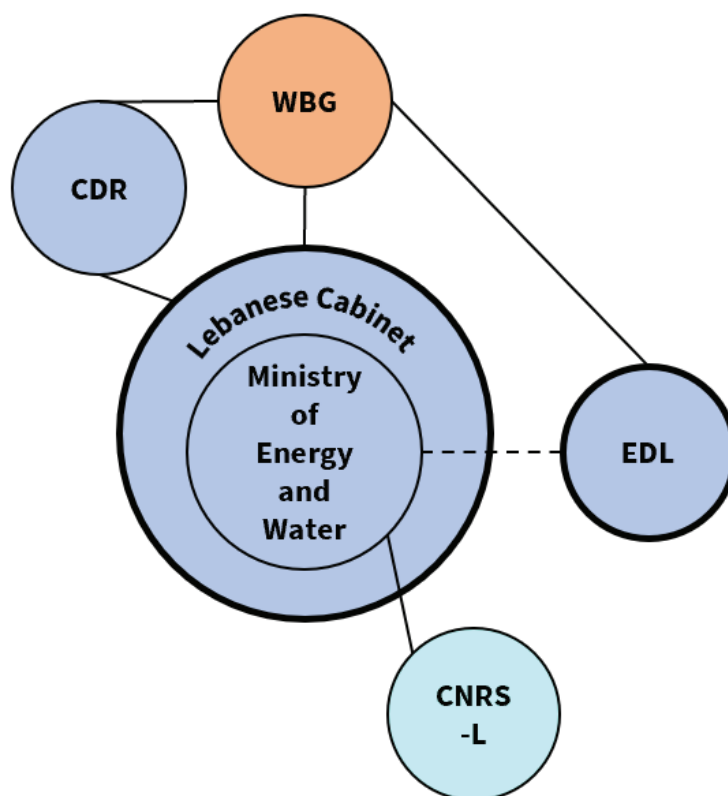 WBG
CDR
Lebanese Cabinet
Ministry
of
Energy
and
Water
EDL
CNRS
-L